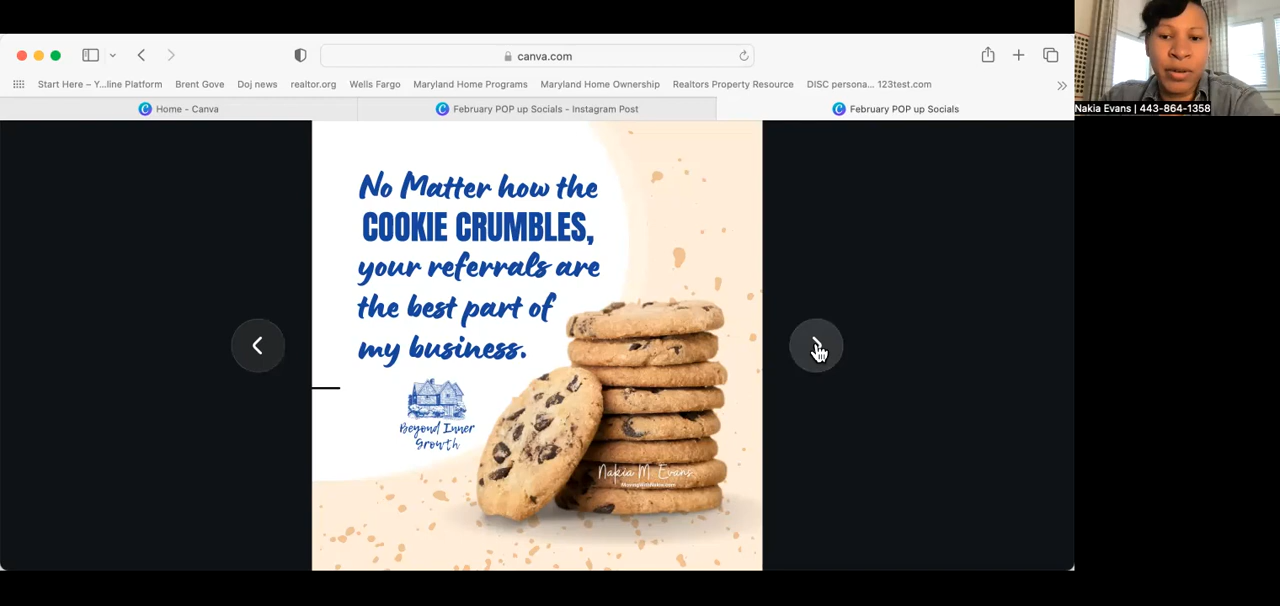 canva.com
Start Here – Y...line Platform
Brent Gove
Doj news
realtor.org
Wells Fargo
Maryland Home Programs
Maryland Home Ownership
Realtors Property Resource
DISC persona... 123test.com
Home - Canva
February POP up Socials - Instagram Post
February POP up Socials
Nakia Evans | 443-864-1358
No Matter how the
COOKIE CRUMBLES,
your referrals are
the best part of
my business.
Beyond Inner
Growth
Nakia M. Evans